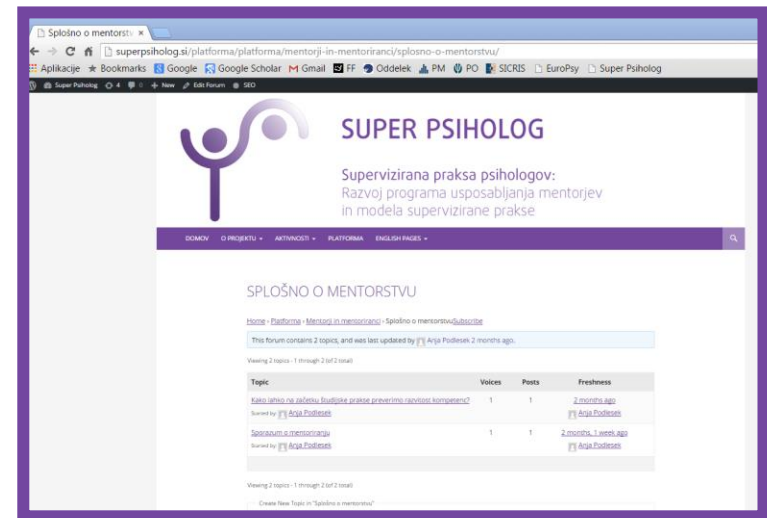 Splošno o mentorstv ×
superpsiholog.si/platforma/platforma/mentorji-in-mentoriranci/splosno-o-mentorstvu/
Aplikacije Bookmarks Google Google Scholar Gmail FF Oddelek PM PO SICRIS EuroPsy Super Psiholog
Super Psiholog 4 New Edit Forum SEO
SUPER PSIHOLOG
Supervizirana praksa psihologov:
Razvoj programa usposabljanja mentorjev
in modela supervizirane prakse
DOMOV O PROJEKTU AKTIVNOSTI PLATFORMA ENGLISH PAGES
SPLOŠNO O MENTORSTVU
Home › Platforma › Mentorji in mentoriranci › Splošno o mentorstvuSubscribe
This forum contains 2 topics, and was last updated by Anja Podlesek 2 months ago.
Viewing 2 topics - 1 through 2 (of 2 total)
Topic Voices Posts Freshness
Kako lahko na začetku študijske prakse preverimo razvitost kompetenc? 1 1 2 months ago
Started by: Anja Podlesek Anja Podlesek
Sporazum o mentoriranju 1 1 2 months, 1 week ago
Started by: Anja Podlesek Anja Podlesek
Viewing 2 topics - 1 through 2 (of 2 total)
Create New Topic in "Splošno o mentorstvu"